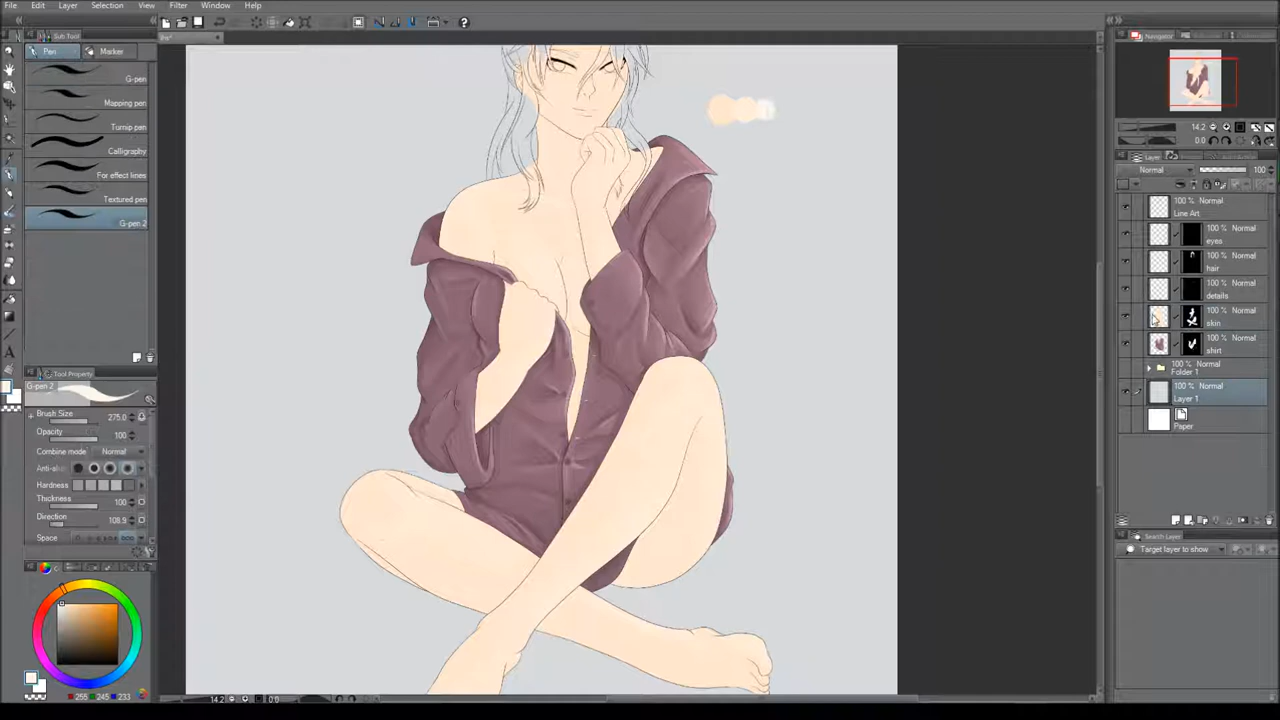 File Edit View Layer Selection View Filter Window Help
Sub Tool
Pen Marker
G-pen
Mapping pen
Turnip pen
Calligraphy
For effect lines
Textured pen
G-pen 2
Tool Property
G-pen 2
Brush Size 275.0
Opacity 100
Combine mode Normal
Hardness
Thickness 100
Direction 108.9
Space
255 245 233
14.2 0.0
Navigator
14.2
0.0
Layer
Normal 100
100 % Normal
Line Art
100 % Normal
eyes
100 % Normal
hair
100 % Normal
details
100 % Normal
skin
100 % Normal
shirt
100 % Normal
Folder 1
100 % Normal
Layer 1
Paper
Search Layer
Target layer to show